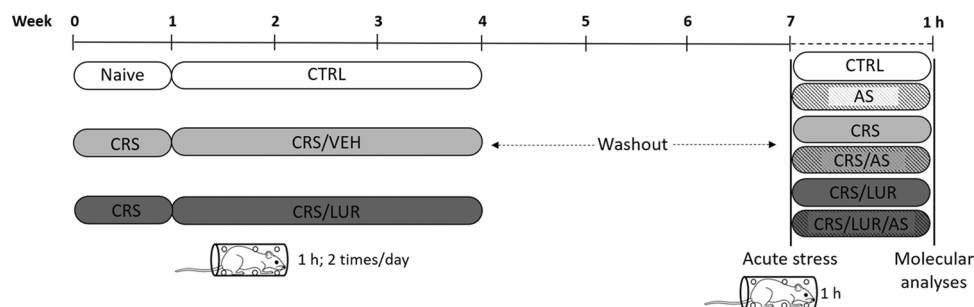 Week 0 1 2 3 4 5 6 7 1 h
Naive CTRL CTRL
AS
CRS CRS/VEH Washout CRS
CRS/AS
CRS CRS/LUR CRS/LUR
CRS/LUR/AS
1 h; 2 times/day Acute stress Molecular
analyses
1 h